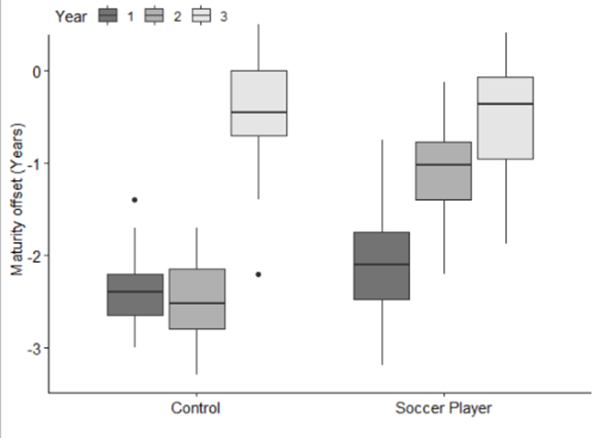 Year 1 2 3
Maturity offset (Years)
0
-1
-2
-3
Control Soccer Player